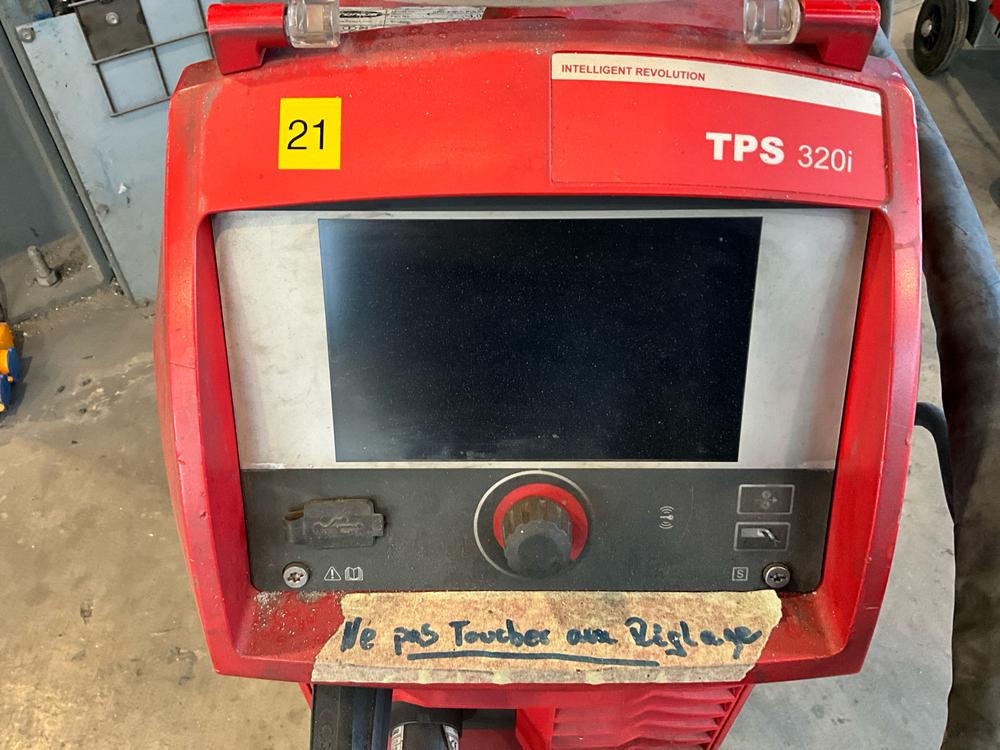 INTELLIGENT REVOLUTION
21
TPS 320i
S
Ne pas Toucher aux Réglage